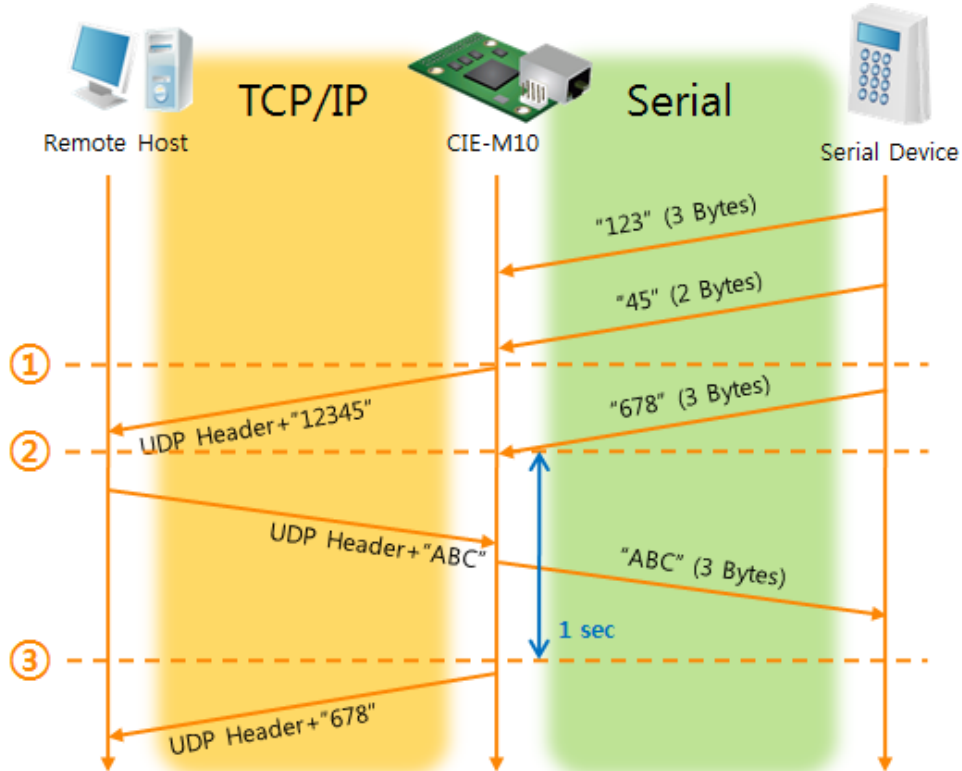 TCP/IP
Serial
Remote Host
CIE-M10
Serial Device
"123" (3 Bytes)
"45" (2 Bytes)
①
"678" (3 Bytes)
UDP Header+"12345"
②
UDP Header+"ABC"
"ABC" (3 Bytes)
1 sec
③
UDP Header+"678"